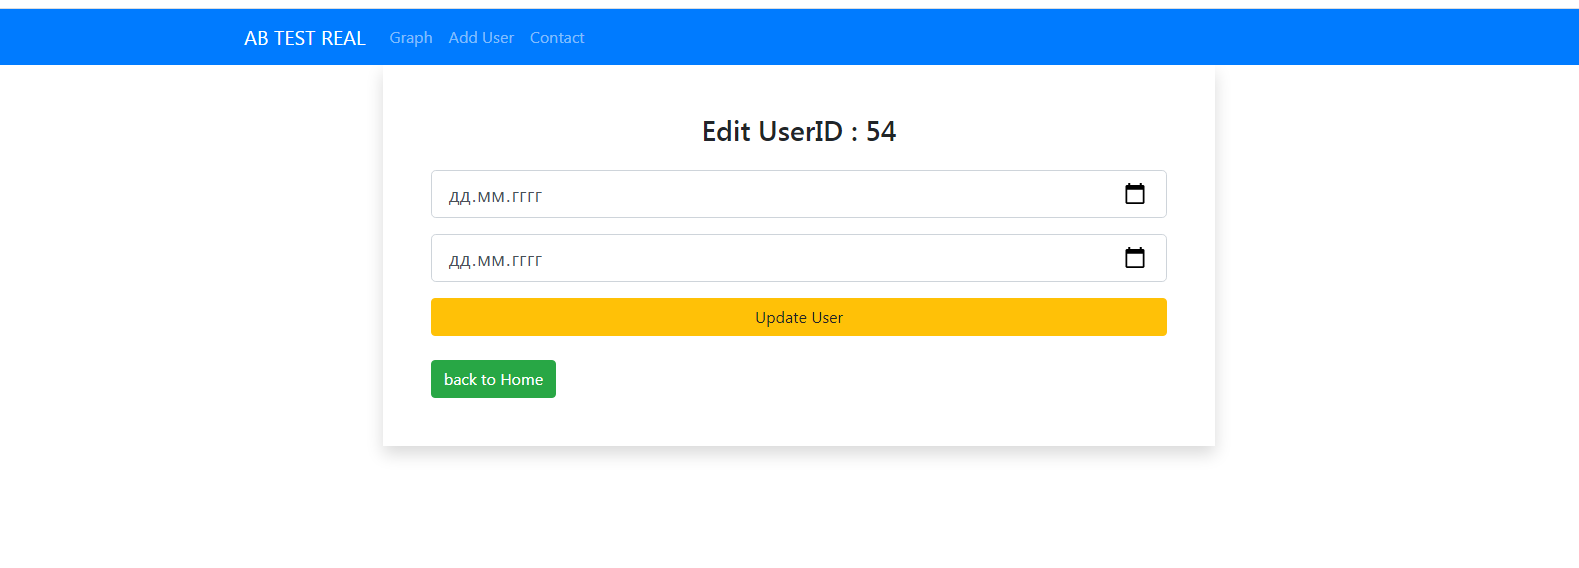 AB TEST REAL Graph Add User Contact
Edit UserID : 54
дд.мм.гггг
дд.мм.гггг
Update User
back to Home